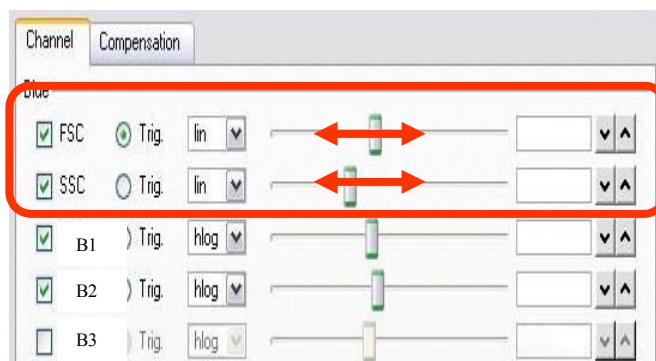 Channel Compensation
Blue
FSC Trig. lin
SSC Trig. lin
B1 Trig. hlog
B2 Trig. hlog
B3 Trig. hlog